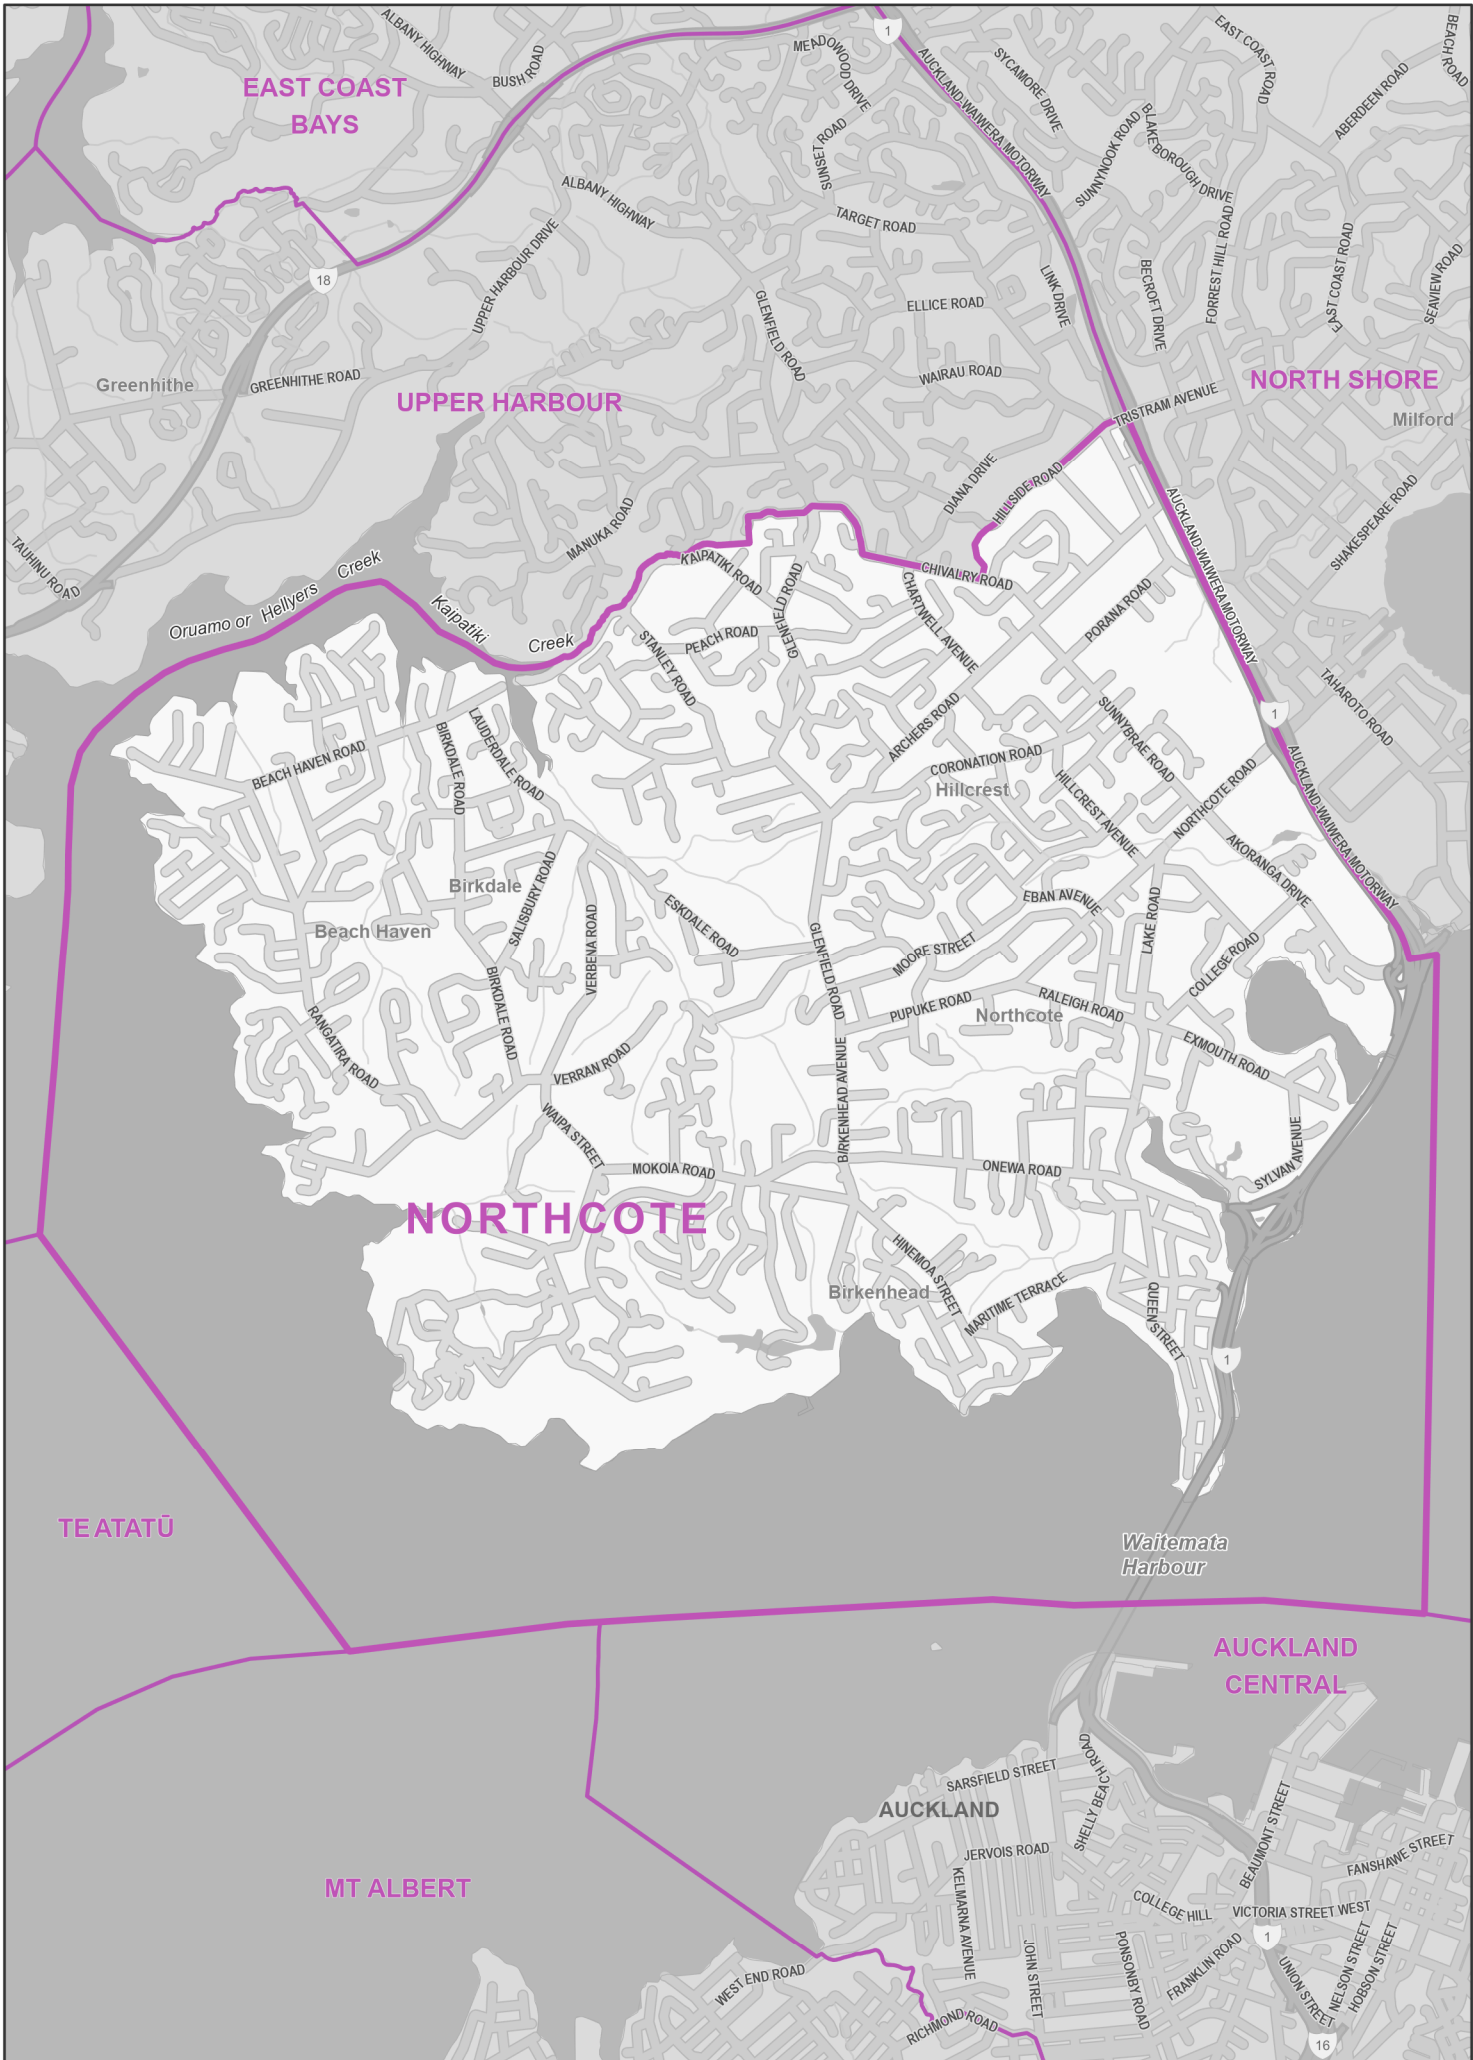 ALBANY HIGHWAY
BUSH ROAD
MEADOWOOD DRIVE
1
AUCKLAND-WAIWERA MOTORWAY
SYCAMORE DRIVE
EAST COAST ROAD
BEACH ROAD
EAST COAST
BAYS
ABERDEEN ROAD
SUNSET ROAD
SUNNYNOOK ROAD
BLAKEBOROUGH DRIVE
ALBANY HIGHWAY
TARGET ROAD
UPPER HARBOUR DRIVE
FORREST HILL ROAD
EAST COAST ROAD
SEAVIEW ROAD
18
LINK DRIVE
BECROFT DRIVE
GLENFIELD ROAD
ELLICE ROAD
Greenhithe
GREENHITHE ROAD
WAIRAU ROAD
NORTH SHORE
UPPER HARBOUR
TRISTRAM AVENUE
Milford
DIANA DRIVE
HILLSIDE ROAD
MANUKA ROAD
SHAKESPEARE ROAD
AUCKLAND-WAIWERA MOTORWAY
TAUHINU ROAD
KAIPATIKI ROAD
CHIVALRY ROAD
Oruamo or Hellyers Creek
Kaipatiki Creek
GLENFIELD ROAD
CHARTWELL AVENUE
PORANA ROAD
PEACH ROAD
STANLEY ROAD
TAHAROTO ROAD
1
LAUDERDALE ROAD
BIRKDALE ROAD
BEACH HAVEN ROAD
ARCHERS ROAD
SUNNYBRAE ROAD
CORONATION ROAD
Hillcrest
HILLCREST AVENUE
NORTHCOTE ROAD
AUCKLAND-WAIWERA MOTORWAY
AKORANGA DRIVE
Birkdale
SALISBURY ROAD
ESKDALE ROAD
EBAN AVENUE
Beach Haven
VERBENA ROAD
GLENFIELD ROAD
MOORE STREET
LAKE ROAD
COLLEGE ROAD
BIRKDALE ROAD
PUPUKE ROAD
Northcote
RALEIGH ROAD
RANGATIRA ROAD
VERRAN ROAD
EXMOUTH ROAD
WAIPA STREET
BIRKENHEAD AVENUE
SYLVAN AVENUE
MOKOIA ROAD
ONEWA ROAD
NORTHCOTE
HINEMOA STREET
Birkenhead
MARITIME TERRACE
QUEEN STREET
1
TE ATATŪ
Waitemata
Harbour
AUCKLAND
CENTRAL
SARSFIELD STREET
SHELLY BEACH ROAD
AUCKLAND
BEAUMONT STREET
JERVOIS ROAD
FANSHAWE STREET
MT ALBERT
KELMARNA AVENUE
COLLEGE HILL
VICTORIA STREET WEST
1
WEST END ROAD
JOHN STREET
PONSONBY ROAD
FRANKLIN ROAD
UNION STREET
NELSON STREET
HOBSON STREET
RICHMOND ROAD
16